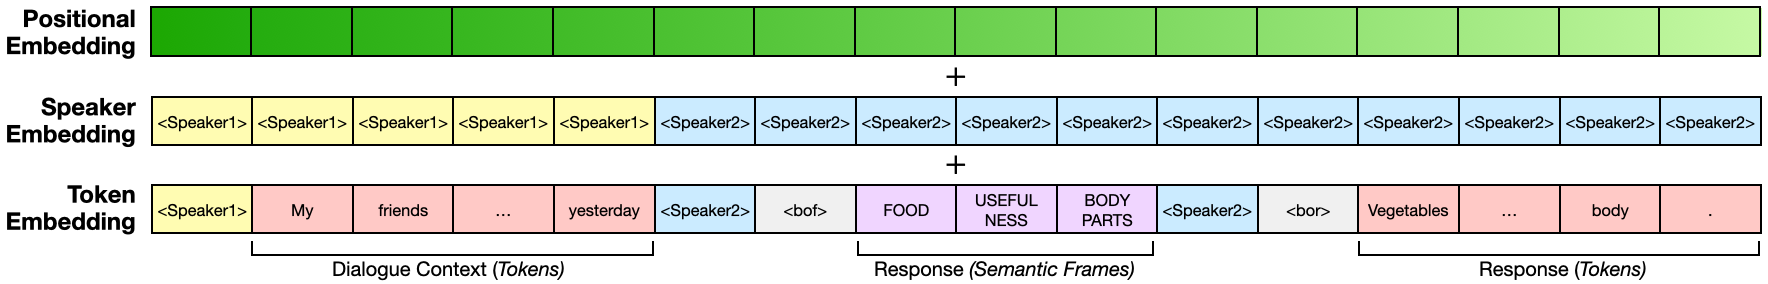 Positional
Embedding
+
Speaker
Embedding
<Speaker1> <Speaker1> <Speaker1> <Speaker1> <Speaker1> <Speaker2> <Speaker2> <Speaker2> <Speaker2> <Speaker2> <Speaker2> <Speaker2> <Speaker2> <Speaker2> <Speaker2> <Speaker2>
+
Token
Embedding
<Speaker1> My friends ... yesterday <Speaker2> <bof> FOOD USEFUL BODY <Speaker2> <bor> Vegetables ... body .
NESS PARTS
Dialogue Context (Tokens) Response (Semantic Frames) Response (Tokens)